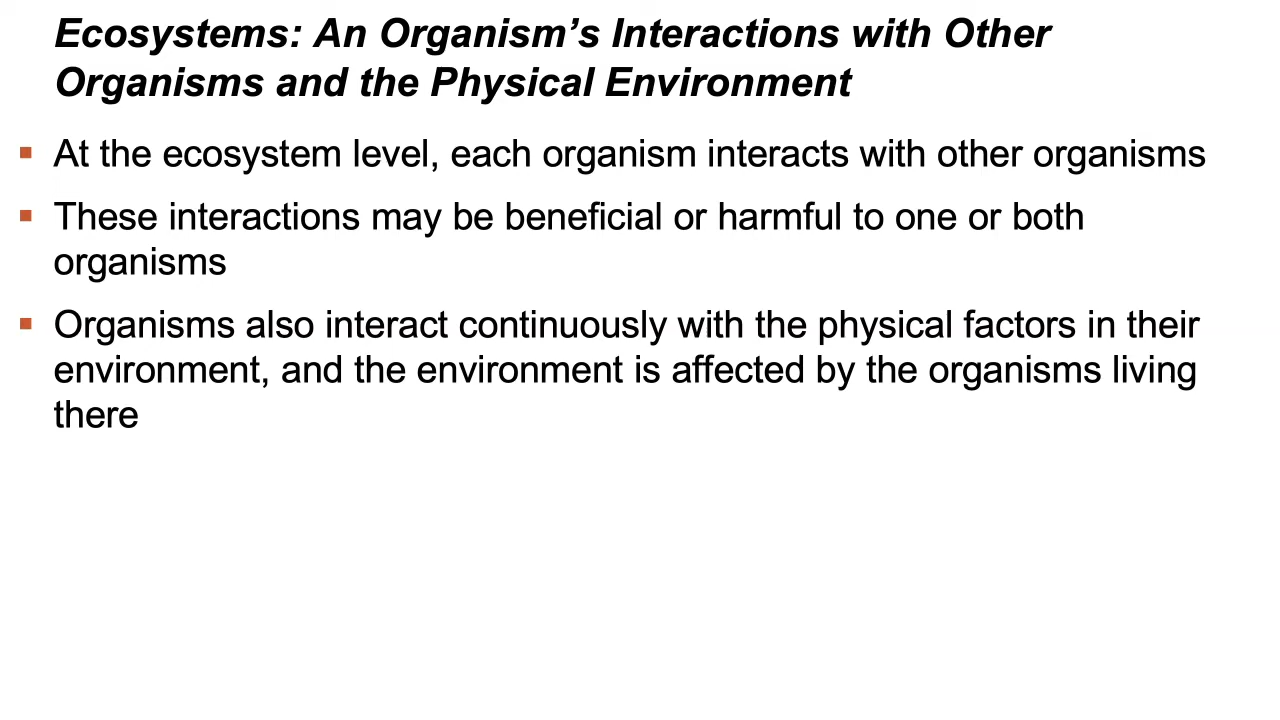 Ecosystems: An Organism’s Interactions with Other
Organisms and the Physical Environment
▪ At the ecosystem level, each organism interacts with other organisms
▪ These interactions may be beneficial or harmful to one or both
organisms
▪ Organisms also interact continuously with the physical factors in their
environment, and the environment is affected by the organisms living
there